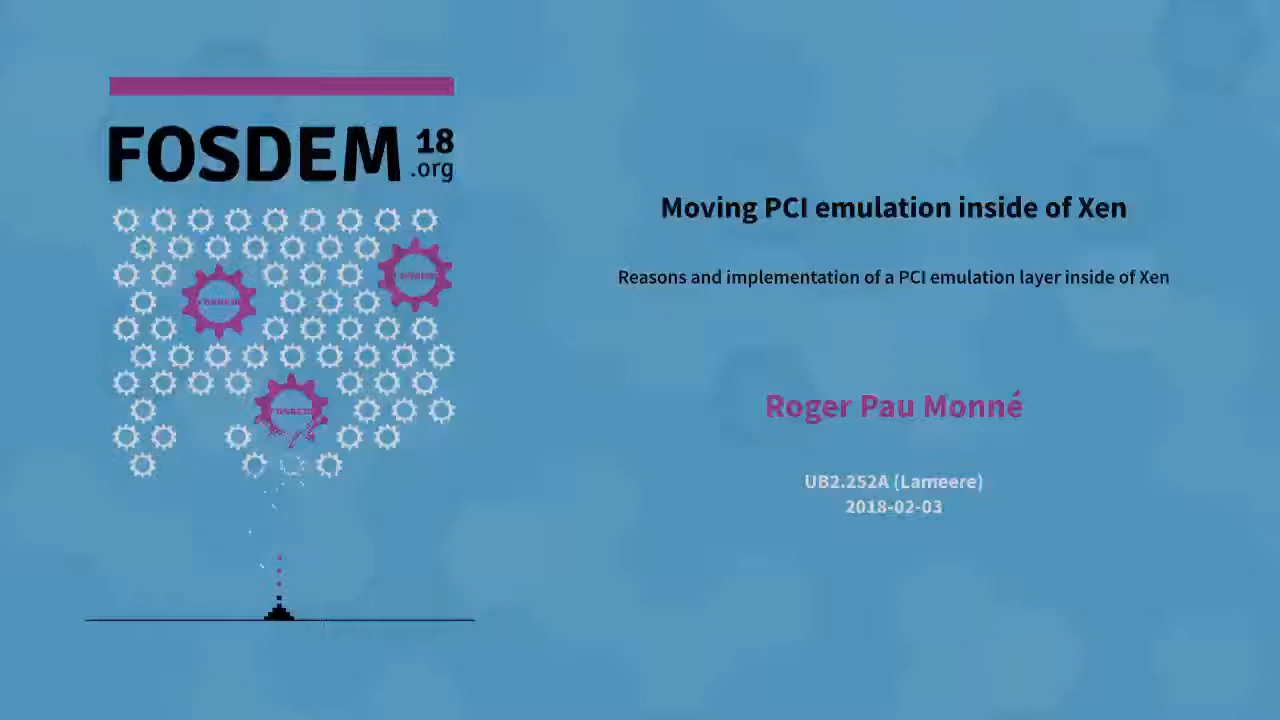 FOSDEM 18
.org
Moving PCI emulation inside of Xen
Reasons and implementation of a PCI emulation layer inside of Xen
Roger Pau Monné
UB2.252A (Lameere)
2018-02-03